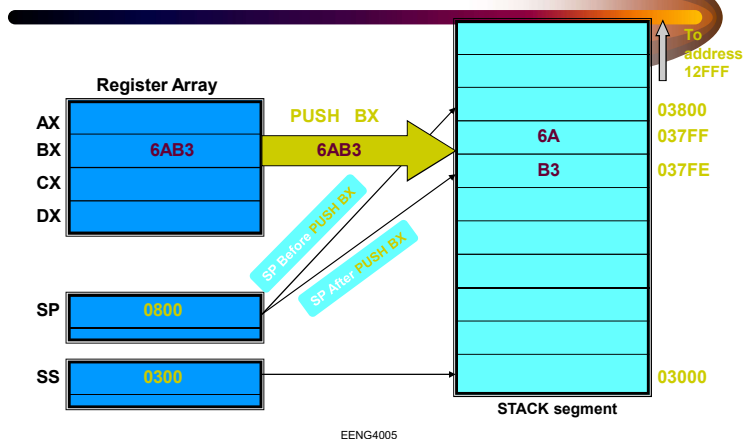 To
address
12FFF
Register Array
PUSH BX
03800
AX
BX
6AB3
6AB3
6A
037FF
B3
037FE
CX
DX
SP Before PUSH BX
SP After PUSH BX
SP
0800
SS
0300
03000
STACK segment
EENG4005